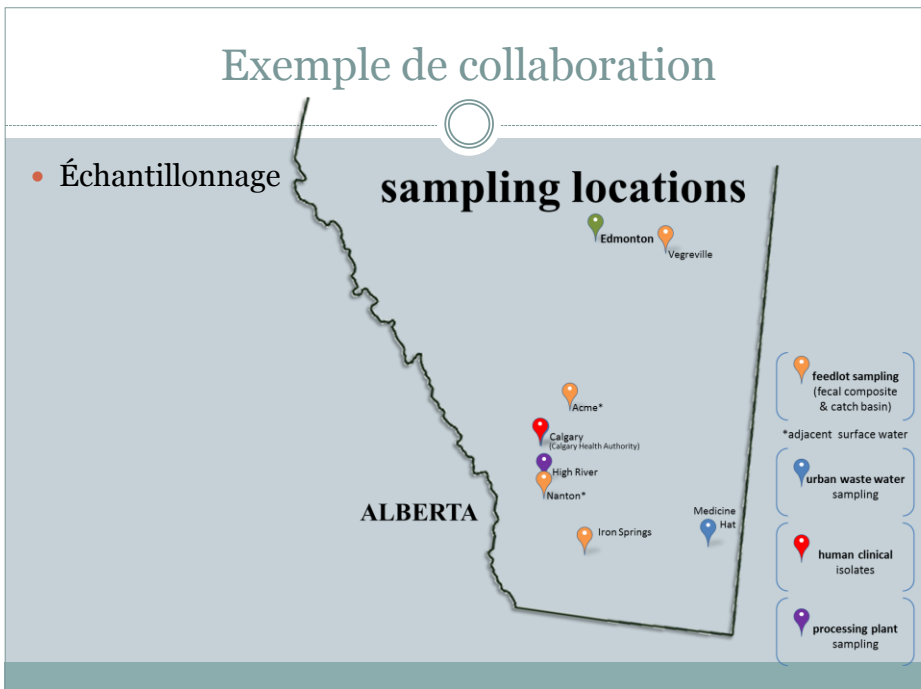 Exemple de collaboration
• Échantillonnage
sampling locations
Edmonton
Vegreville
Acme*
Calgary
(Calgary Health Authority)
High River
Nanton*
ALBERTA
Iron Springs
Medicine
Hat
feedlot sampling
(fecal composite
& catch basin)
*adjacent surface water
urban waste water
sampling
human clinical
isolates
processing plant
sampling